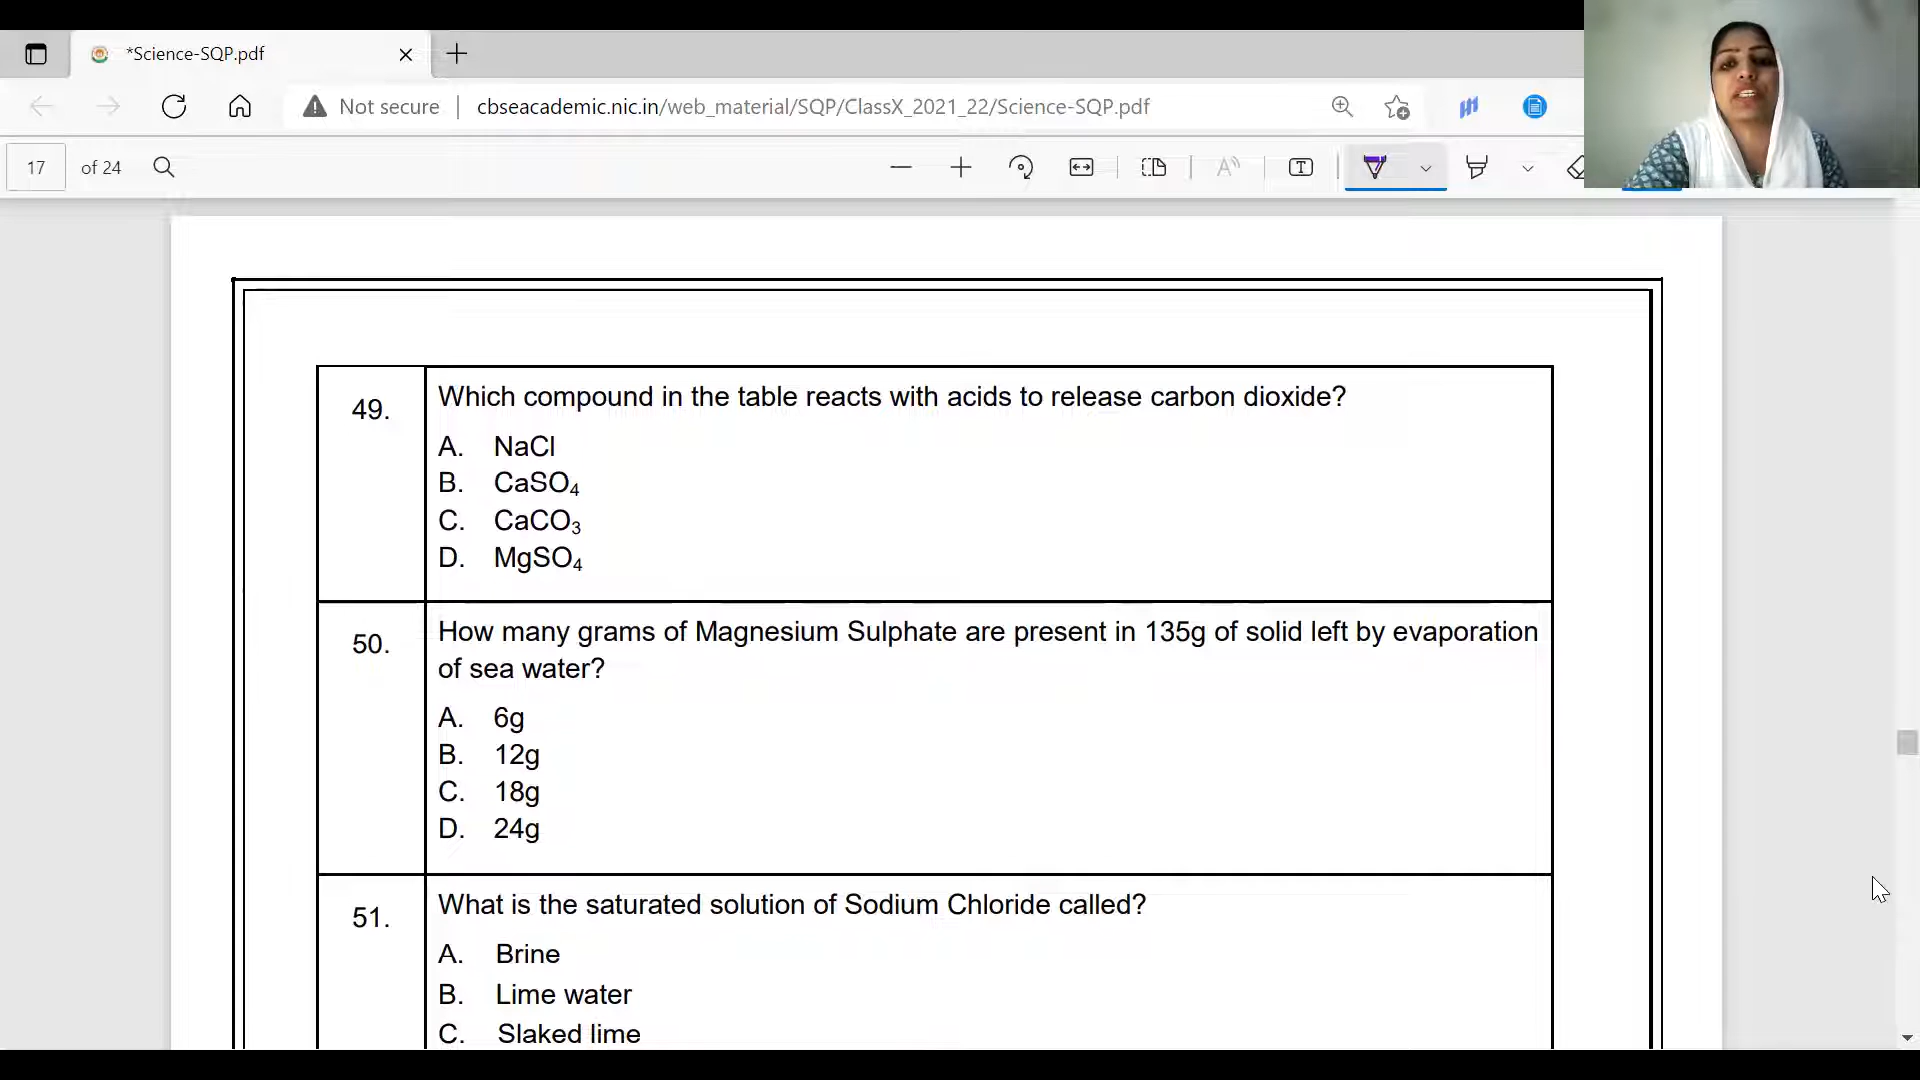 *Science-SQP.pdf
Not secure
cbseacademic.nic.in/web_material/SQP/ClassX_2021_22/Science-SQP.pdf
17 of 24
49. Which compound in the table reacts with acids to release carbon dioxide?
A. NaCl
B. CaSO₄
C. CaCO₃
D. MgSO₄
50. How many grams of Magnesium Sulphate are present in 135g of solid left by evaporation
of sea water?
A. 6g
B. 12g
C. 18g
D. 24g
51. What is the saturated solution of Sodium Chloride called?
A. Brine
B. Lime water
C. Slaked lime